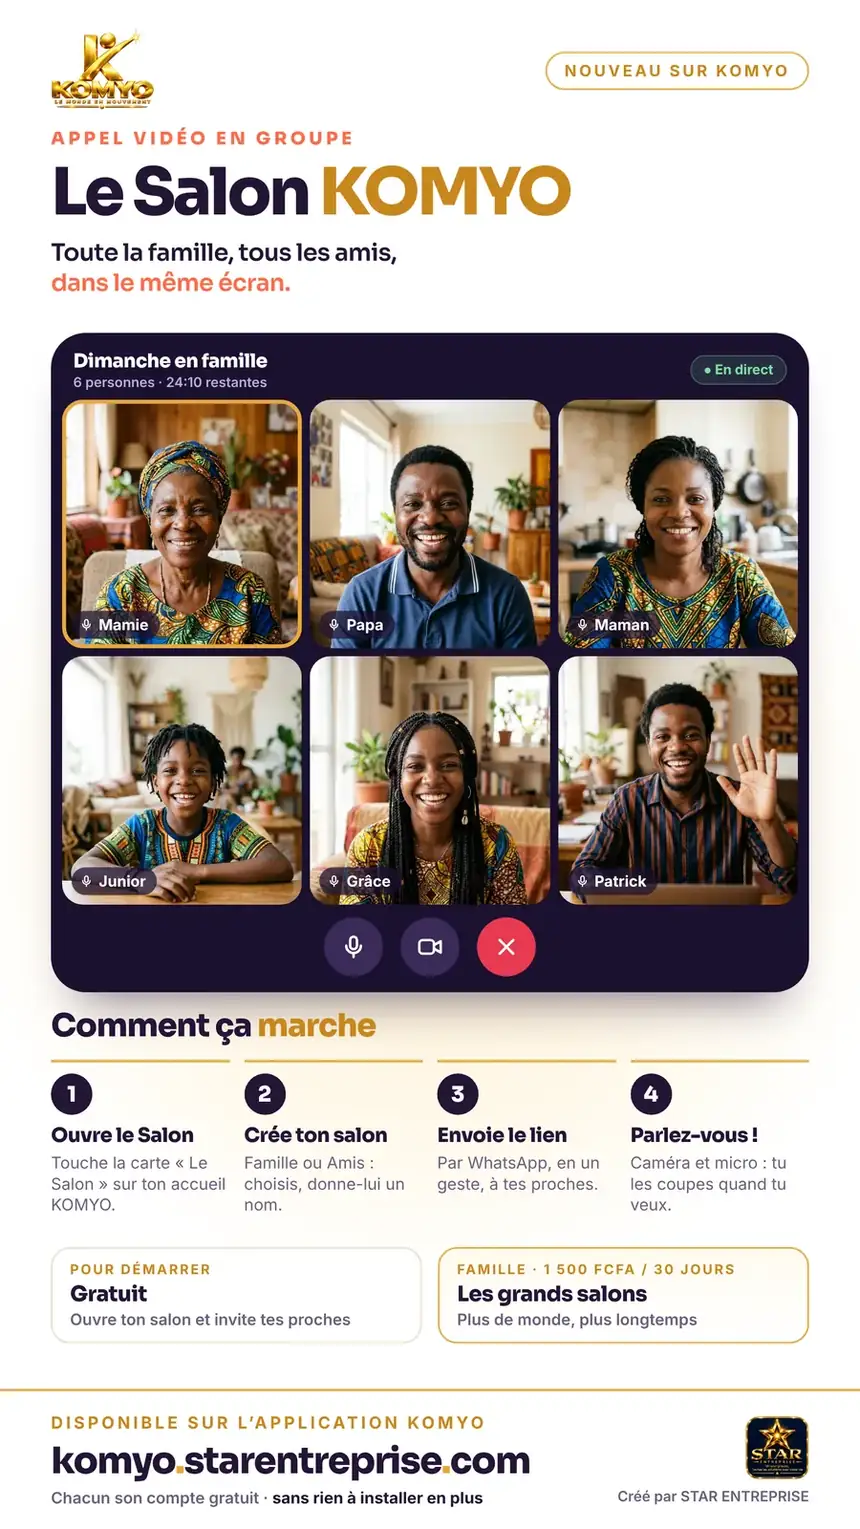 KOMYO
LE MONDE EN MOUVEMENT
NOUVEAU SUR KOMYO
APPEL VIDÉO EN GROUPE
Le Salon KOMYO
Toute la famille, tous les amis,
dans le même écran.
Dimanche en famille
6 personnes · 24:10 restantes
• En direct
Mamie
Papa
Maman
Junior
Grâce
Patrick
Comment ça marche
1
Ouvre le Salon
Touche la carte « Le
Salon » sur ton accueil
KOMYO.
2
Crée ton salon
Famille ou Amis :
choisis, donne-lui un
nom.
3
Envoie le lien
Par WhatsApp, en un
geste, à tes proches.
4
Parlez-vous !
Caméra et micro : tu
les coupes quand tu
veux.
POUR DÉMARRER
Gratuit
Ouvre ton salon et invite tes proches
FAMILLE · 1 500 FCFA / 30 JOURS
Les grands salons
Plus de monde, plus longtemps
DISPONIBLE SUR L’APPLICATION KOMYO
komyo.starentreprise.com
Chacun son compte gratuit · sans rien à installer en plus
STAR
ENTREPRISE
Créé par STAR ENTREPRISE